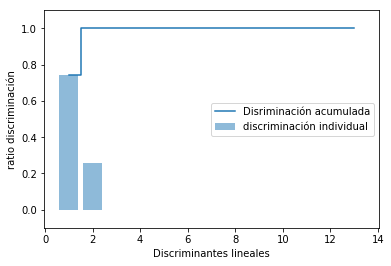 1.0
0.8
0.6
0.4
0.2
0.0
ratio discriminación
Disriminación acumulada
discriminación individual
0 2 4 6 8 10 12 14
Discriminantes lineales